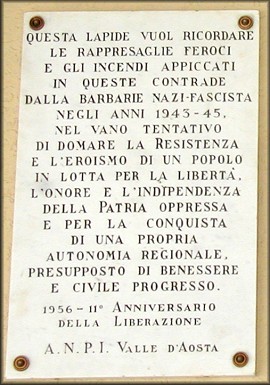 QUESTA LAPIDE VUOL RICORDARE
LE RAPPRESAGLIE FEROCI
E GLI INCENDI APPICCATI
IN QUESTE CONTRADE
DALLA BARBARIE NAZI-FASCISTA
NEGLI ANNI 1943-45,
NEL VANO TENTATIVO
DI DOMARE LA RESISTENZA
E L'EROISMO DI UN POPOLO
IN LOTTA PER LA LIBERTA,
L'ONORE E L'INDIPENDENZA
DELLA PATRIA OPPRESSA
E PER LA CONQUISTA
DI UNA PROPRIA
AUTONOMIA REGIONALE,
PRESUPPOSTO DI BENESSERE
E CIVILE PROGRESSO.
1956 - 11° ANNIVERSARIO
DELLA LIBERAZIONE
A.N.P.I. VALLE D'AOSTA